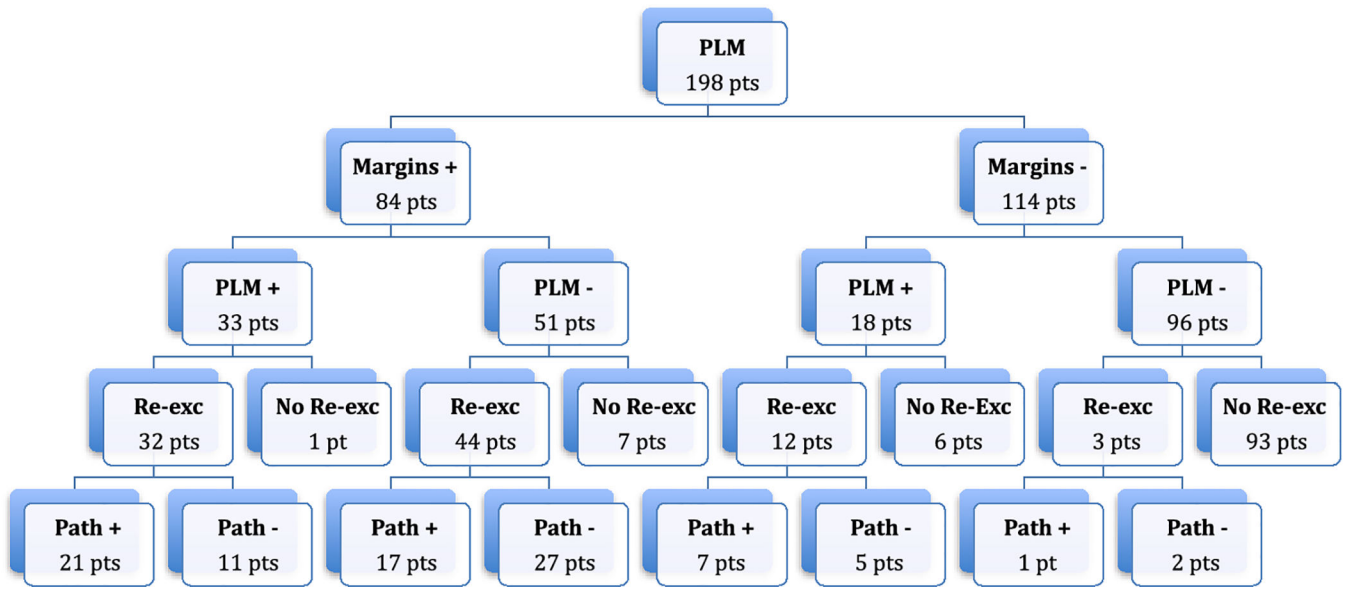 PLM
198 pts
Margins +
84 pts
Margins -
114 pts
PLM +
33 pts
PLM -
51 pts
PLM +
18 pts
PLM -
96 pts
Re-exc
32 pts
No Re-exc
1 pt
Re-exc
44 pts
No Re-exc
7 pts
Re-exc
12 pts
No Re-Exc
6 pts
Re-exc
3 pts
No Re-exc
93 pts
Path +
21 pts
Path -
11 pts
Path +
17 pts
Path -
27 pts
Path +
7 pts
Path -
5 pts
Path +
1 pt
Path -
2 pts